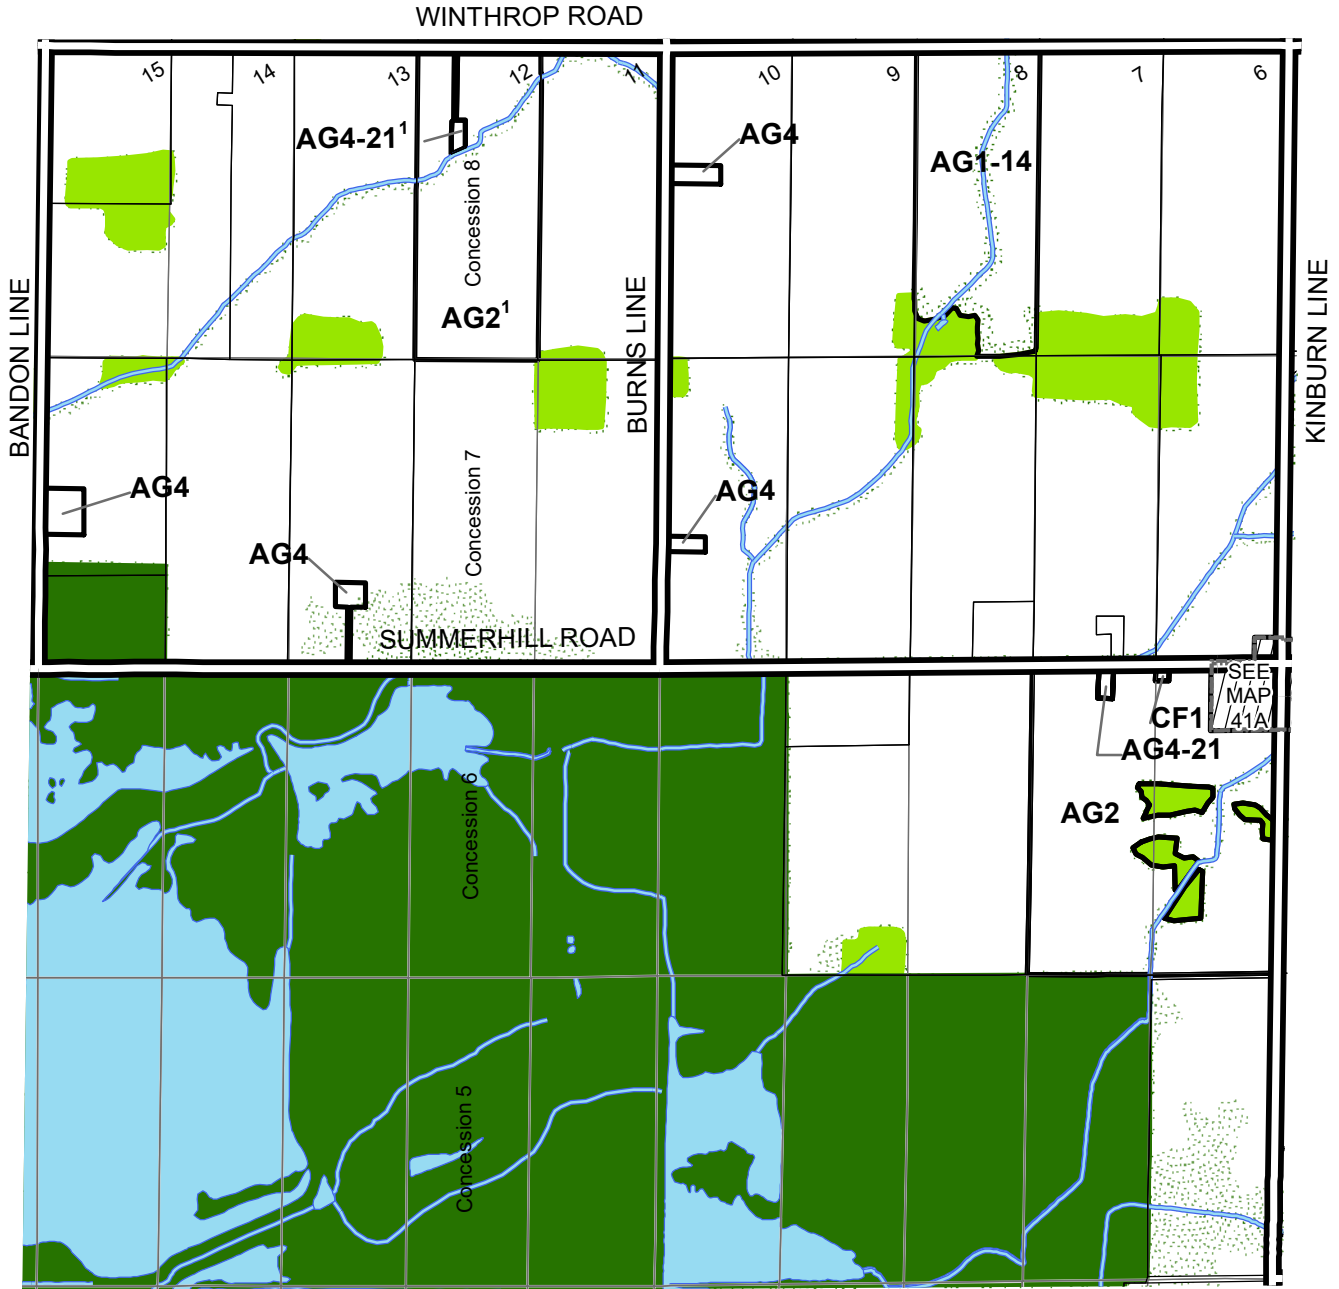 WINTHROP ROAD
15
14
13
12
11
10
9
8
7
6
AG4-21¹
AG4
AG1-14
Concession 8
AG2¹
BANDON LINE
BURNS LINE
KINBURN LINE
AG4
AG4
Concession 7
AG4
SUMMERHILL ROAD
SEE
MAP
41A
CF1
AG4-21
AG2
Concession 6
Concession 5